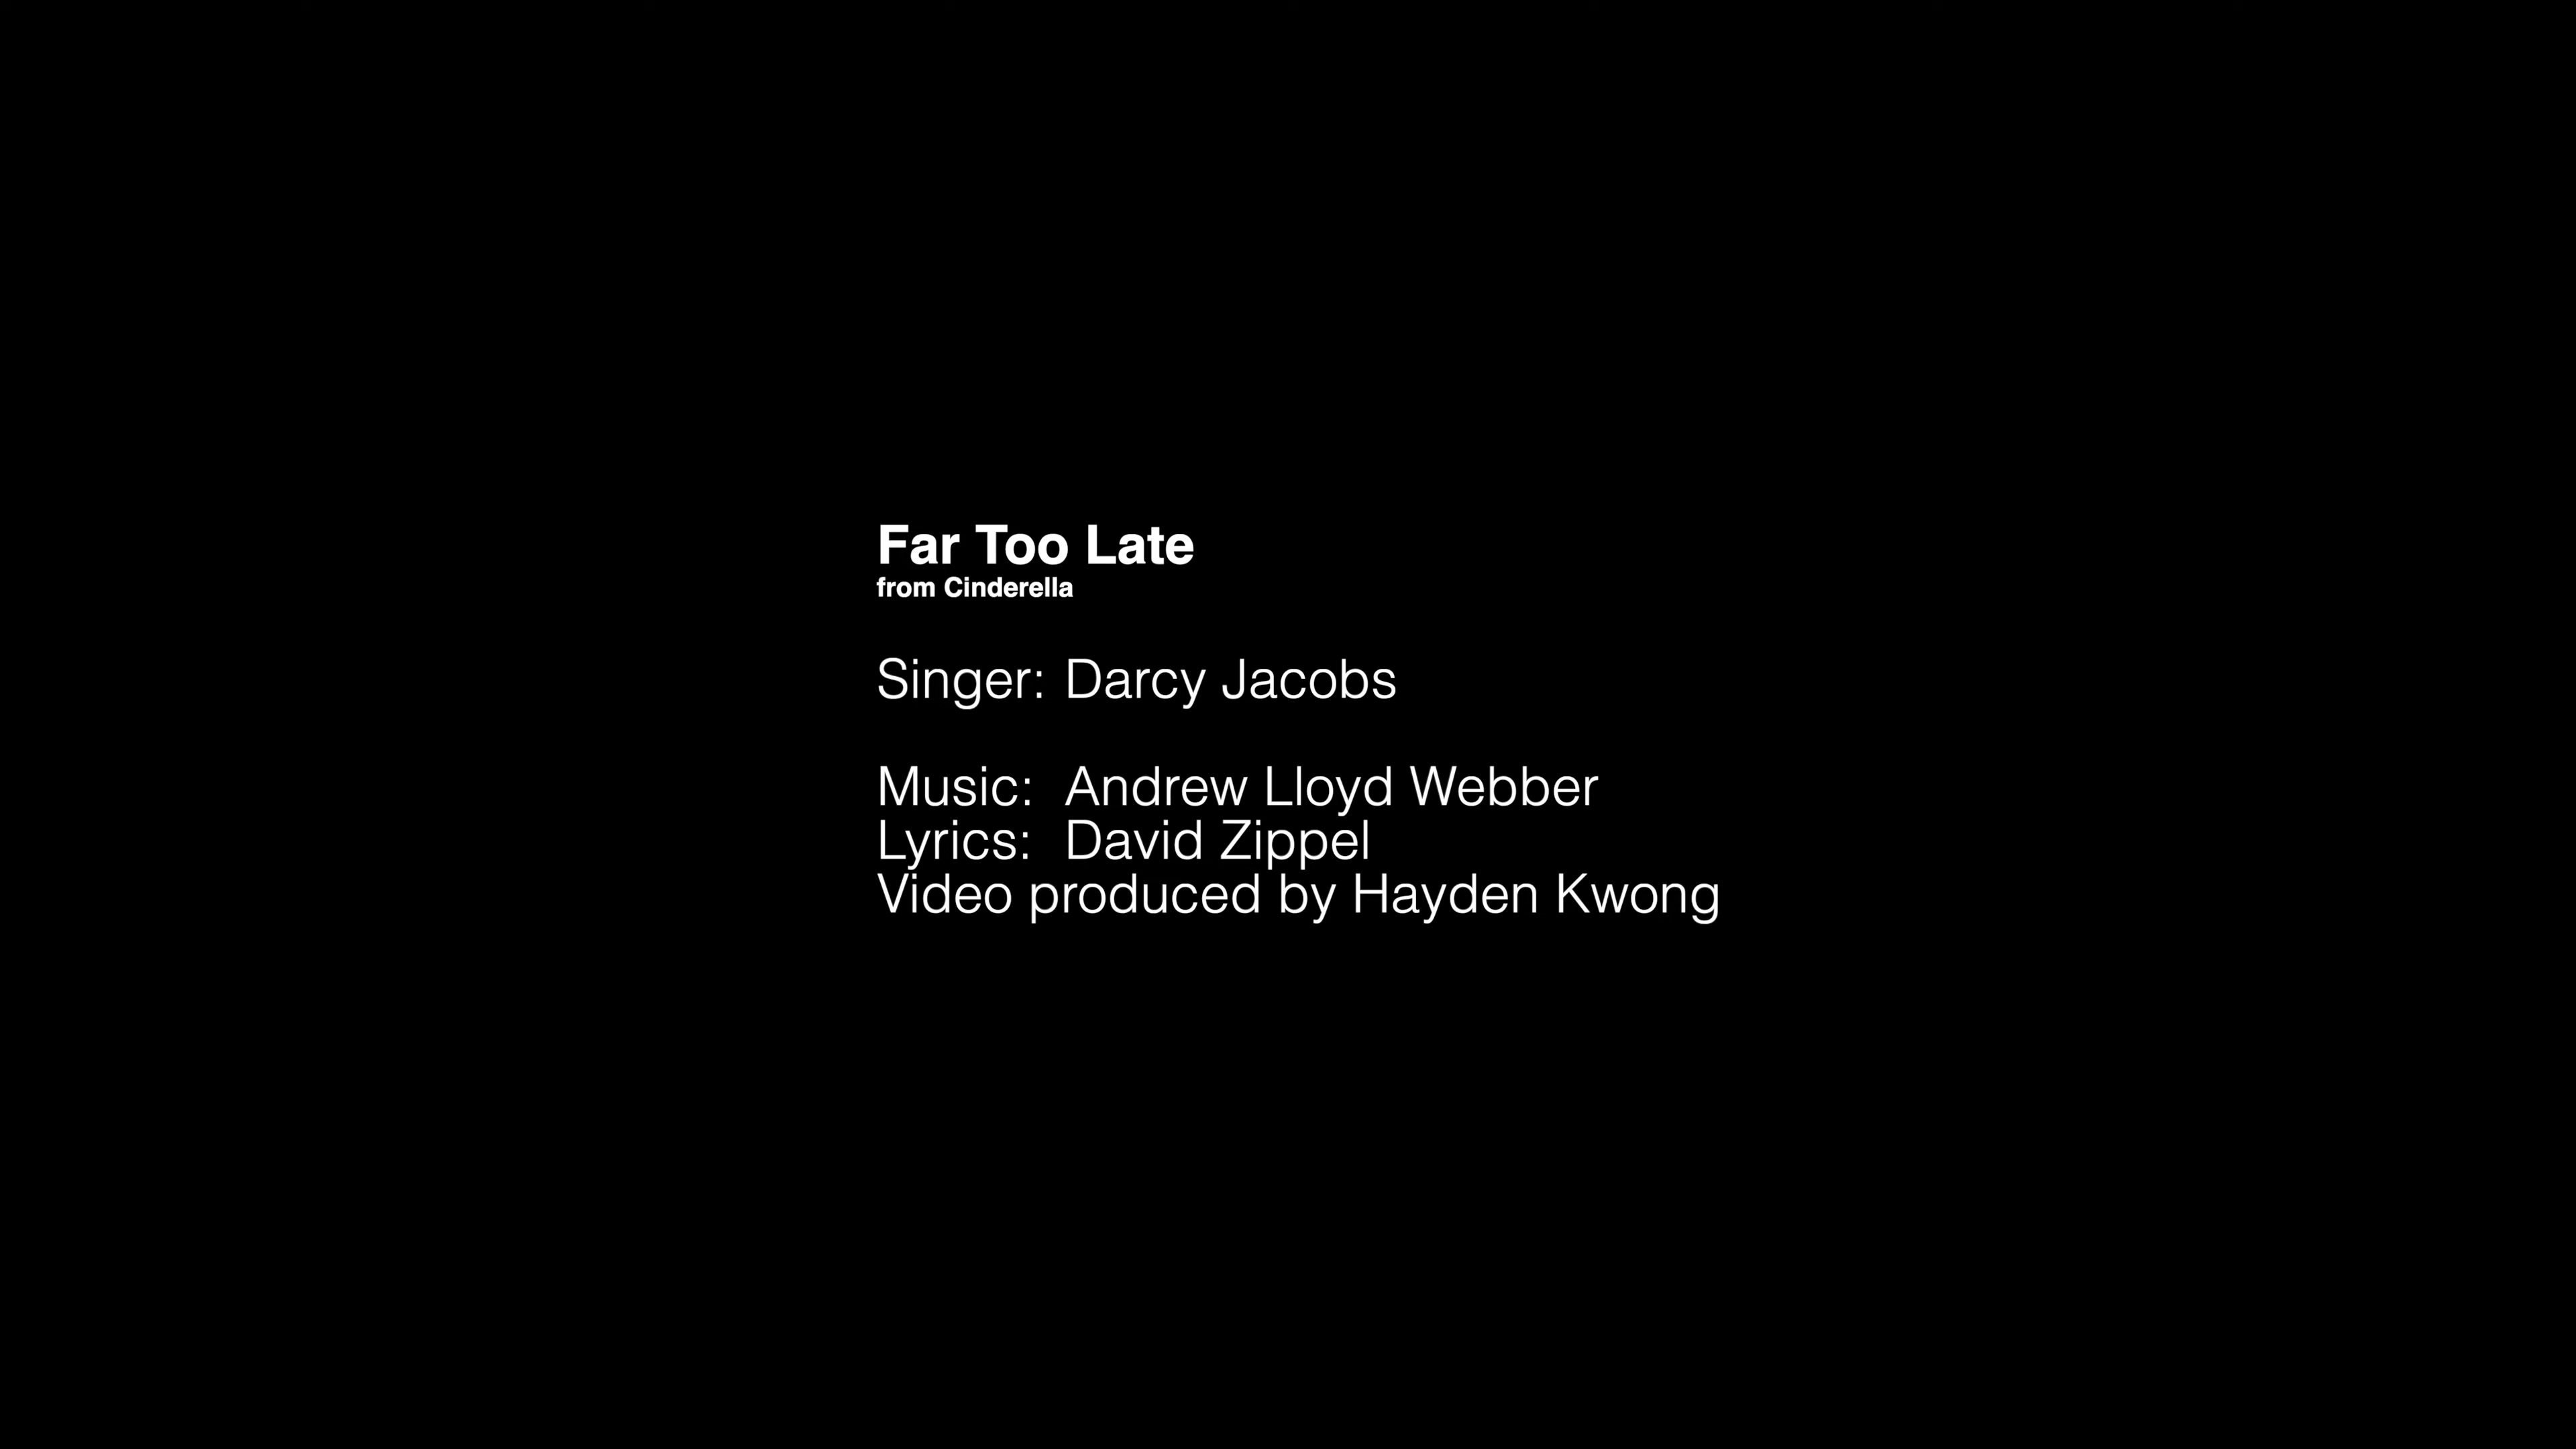 Far Too Late
from Cinderella
Singer: Darcy Jacobs
Music: Andrew Lloyd Webber
Lyrics: David Zippel
Video produced by Hayden Kwong